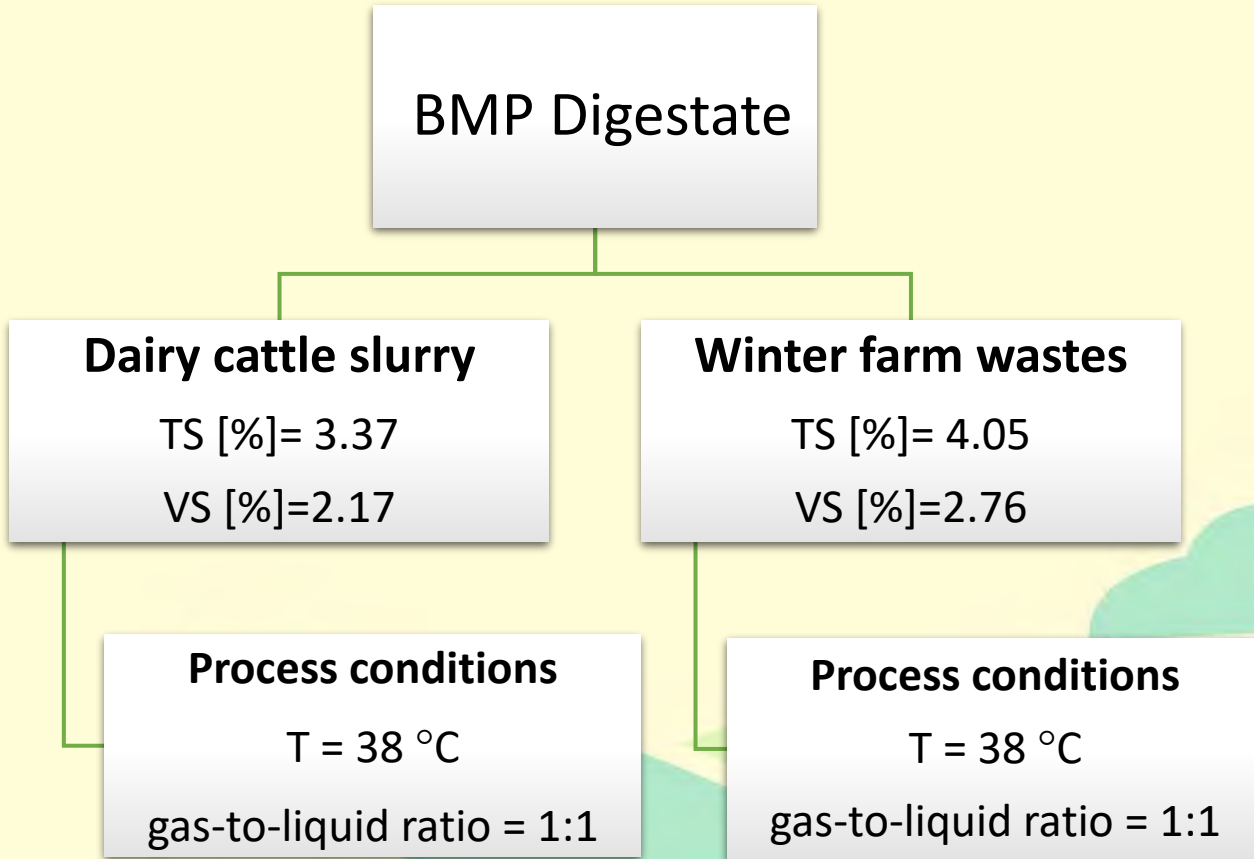 BMP Digestate
Dairy cattle slurry
TS [%]= 3.37
VS [%]=2.17
Winter farm wastes
TS [%]= 4.05
VS [%]=2.76
Process conditions
T = 38 °C
gas-to-liquid ratio = 1:1
Process conditions
T = 38 °C
gas-to-liquid ratio = 1:1